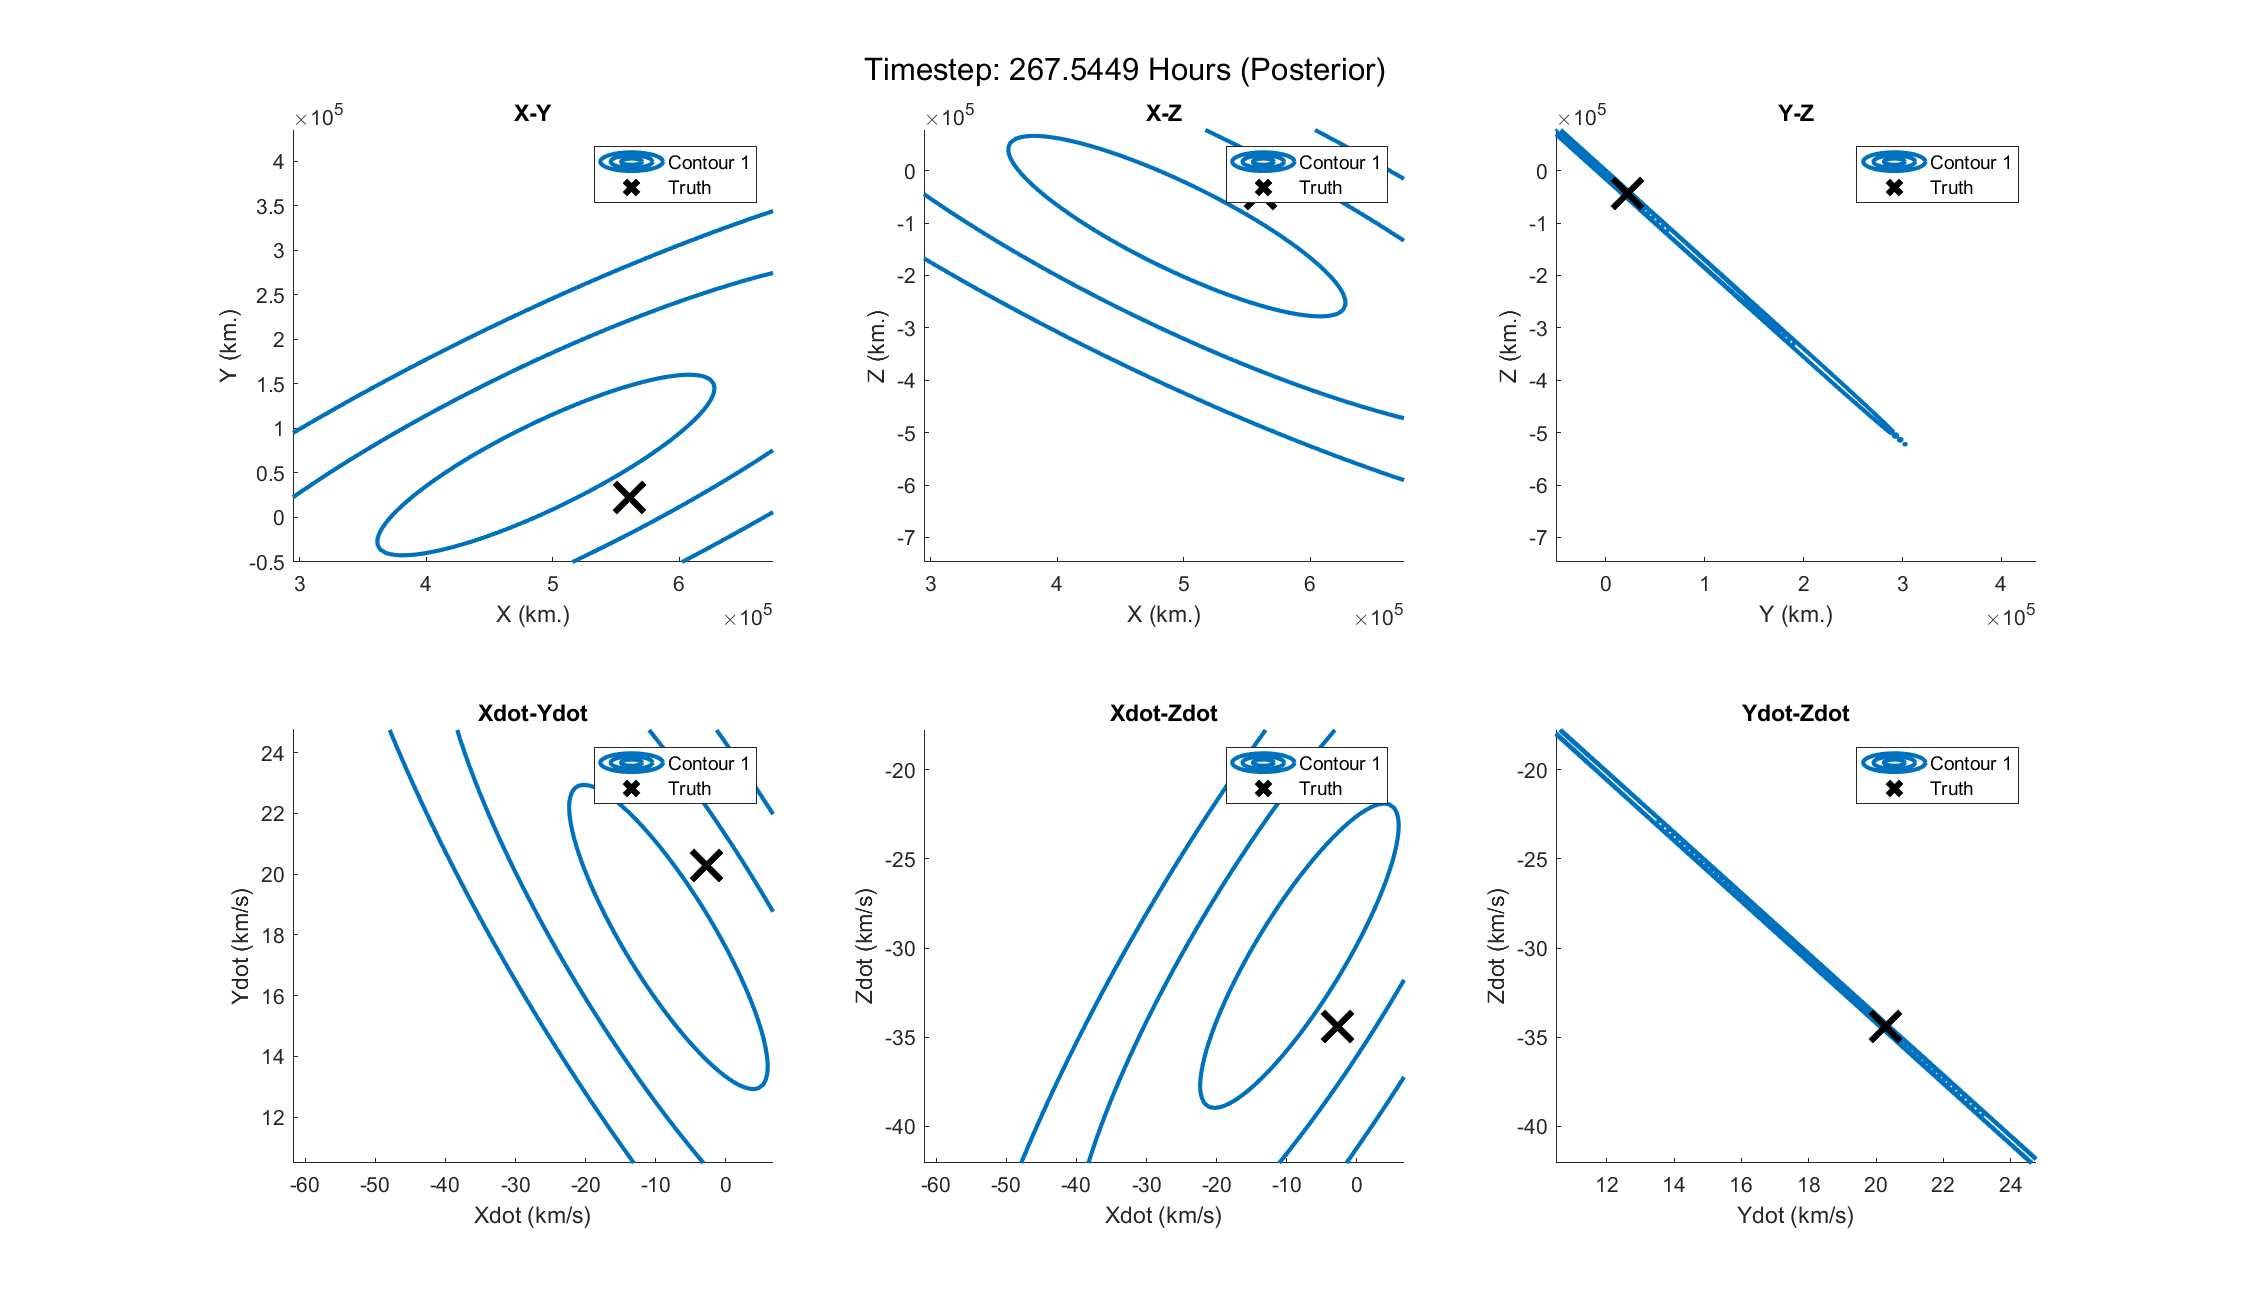 Timestep: 267.5449 Hours (Posterior)
X-Y
×10^5
4
3.5
3
2.5
2
1.5
1
0.5
0
-0.5
Y (km.)
3 4 5 6
X (km.)
×10^5
Contour 1
Truth
X-Z
×10^5
0
-1
-2
-3
-4
-5
-6
-7
Z (km.)
3 4 5 6
X (km.)
×10^5
Contour 1
Truth
Y-Z
×10^5
0
-1
-2
-3
-4
-5
-6
-7
Z (km.)
0 1 2 3 4
Y (km.)
×10^5
Contour 1
Truth
Xdot-Ydot
24
22
20
18
16
14
12
Ydot (km/s)
-60 -50 -40 -30 -20 -10 0
Xdot (km/s)
Contour 1
Truth
Xdot-Zdot
-20
-25
-30
-35
-40
Zdot (km/s)
-60 -50 -40 -30 -20 -10 0
Xdot (km/s)
Contour 1
Truth
Ydot-Zdot
-20
-25
-30
-35
-40
Zdot (km/s)
12 14 16 18 20 22 24
Ydot (km/s)
Contour 1
Truth